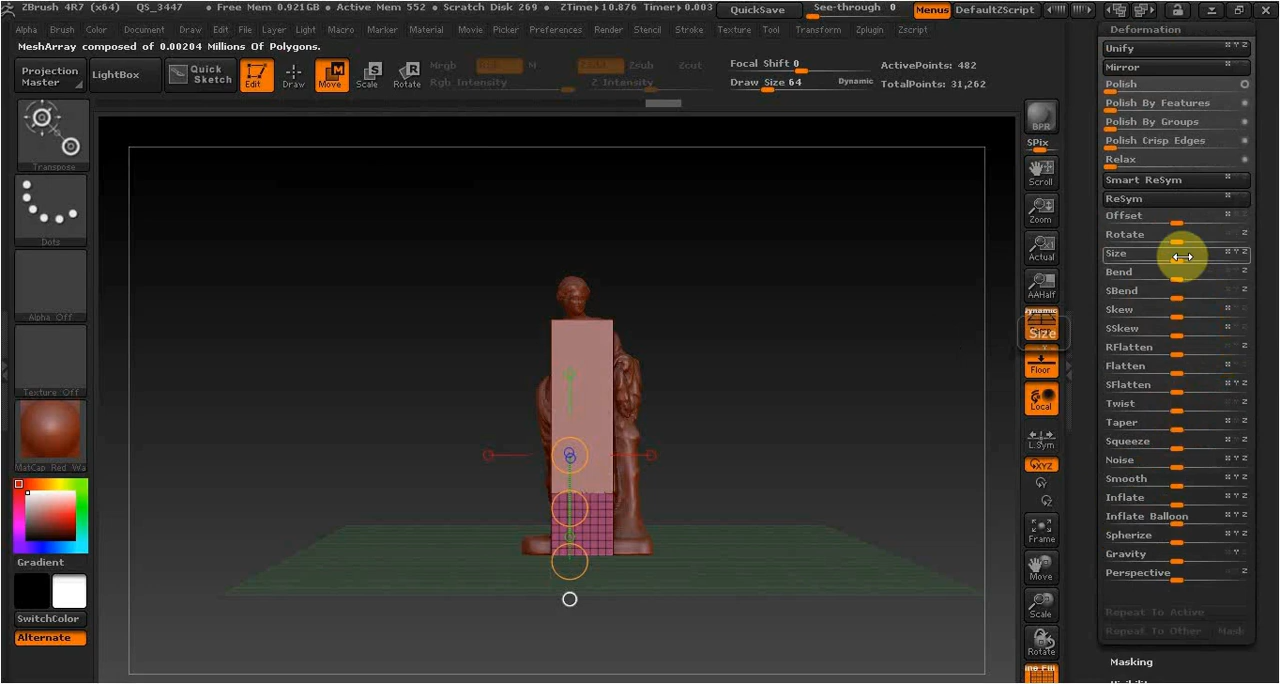 ZBrush 4R7 (x64) QS_3447 • Free Mem 0.921GB • Active Mem 552 • Scratch Disk 269 • ZTime▸10.876 Timer▸0.003 QuickSave See-through 0 Menus DefaultZScript
Alpha Brush Color Document Draw Edit File Layer Light Macro Marker Material Movie Picker Preferences Render Stencil Stroke Texture Tool Transform Zplugin Zscript
MeshArray composed of 0.00204 Millions Of Polygons.
Projection Master
LightBox
Quick Sketch
Edit
Draw
Move
Scale
Rotate
Mrgb M
Rgb Intensity
Zsub Zcut
Z Intensity
Focal Shift 0
Draw Size 64 Dynamic
ActivePoints: 482
TotalPoints: 31,262
Transpose
Dots
Alpha Off
Texture Off
MatCap Red Wa
Gradient
SwitchColor
Alternate
BPR
SPix
Scroll
Zoom
Actual
AAHalf
Dynamic
Size
Floor
Local
L.Sym
XYZ
Y
Z
Frame
Move
Scale
Rotate
Deformation
Unify
Mirror
Polish
Polish By Features
Polish By Groups
Polish Crisp Edges
Relax
Smart ReSym
ReSym
Offset
Rotate
Size
Bend
SBend
Skew
SSkew
RFlatten
Flatten
SFlatten
Twist
Taper
Squeeze
Noise
Smooth
Inflate
Inflate Balloon
Spherize
Gravity
Perspective
Repeat To Active
Repeat To Other Mask
Masking